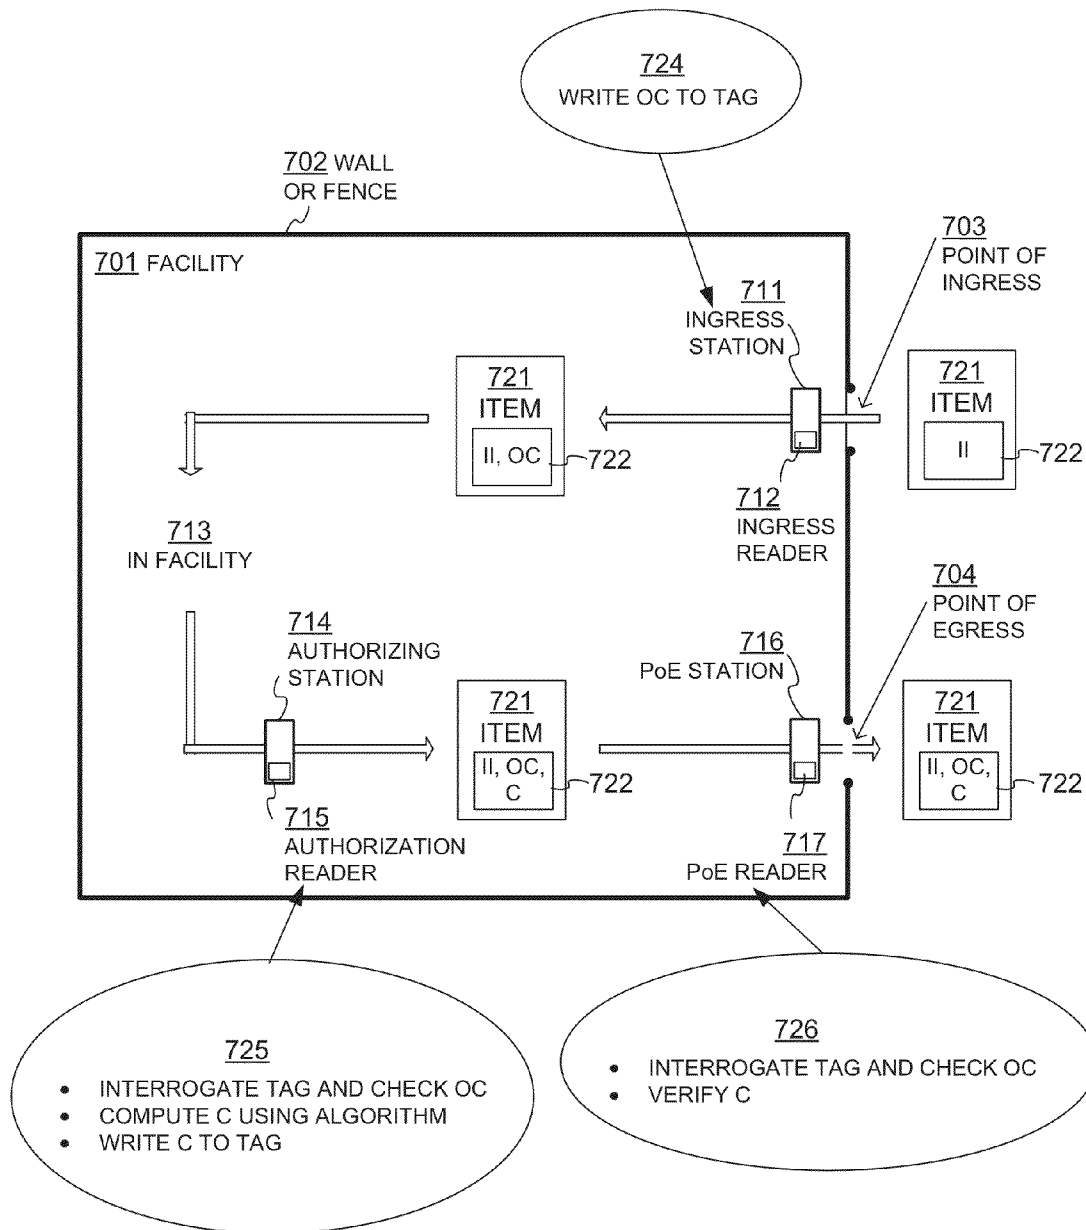 724
WRITE OC TO TAG
702 WALL
OR FENCE
701 FACILITY
703
POINT OF
INGRESS
711
INGRESS
STATION
721
ITEM
II, OC
722
721
ITEM
II
722
712
INGRESS
READER
713
IN FACILITY
704
POINT OF
EGRESS
714
AUTHORIZING
STATION
716
PoE STATION
721
ITEM
II, OC,
C
722
721
ITEM
II, OC,
C
722
715
AUTHORIZATION
READER
717
PoE READER
725
• INTERROGATE TAG AND CHECK OC
• COMPUTE C USING ALGORITHM
• WRITE C TO TAG
726
• INTERROGATE TAG AND CHECK OC
• VERIFY C